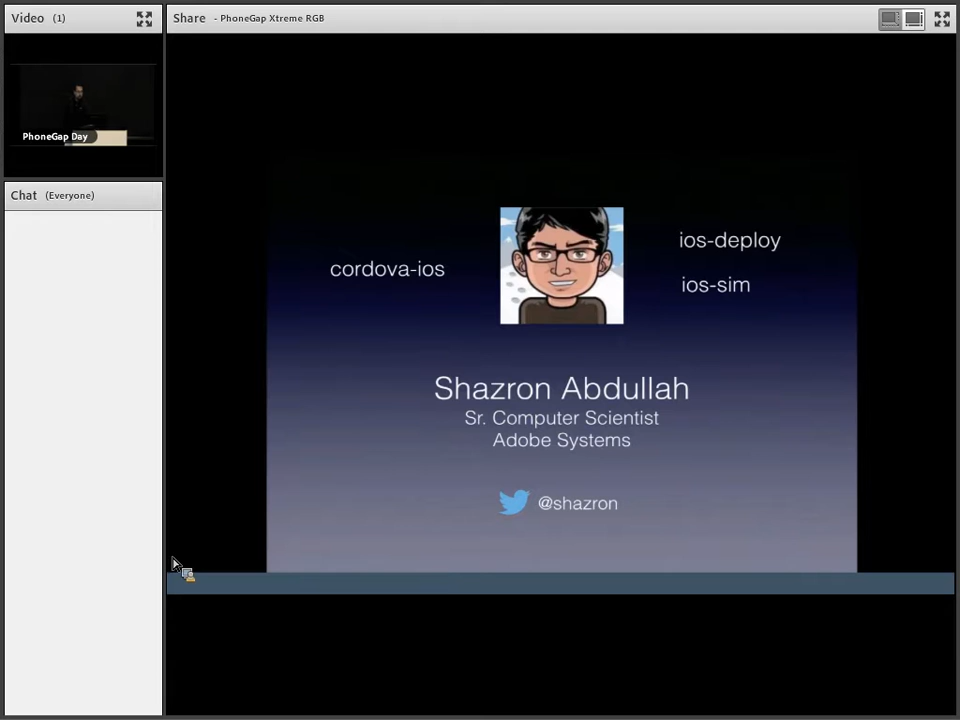 Video (1)
Share - PhoneGap Xtreme RGB
PhoneGap Day
Chat (Everyone)
cordova-ios
ios-deploy
ios-sim
Shazron Abdullah
Sr. Computer Scientist
Adobe Systems
@shazron